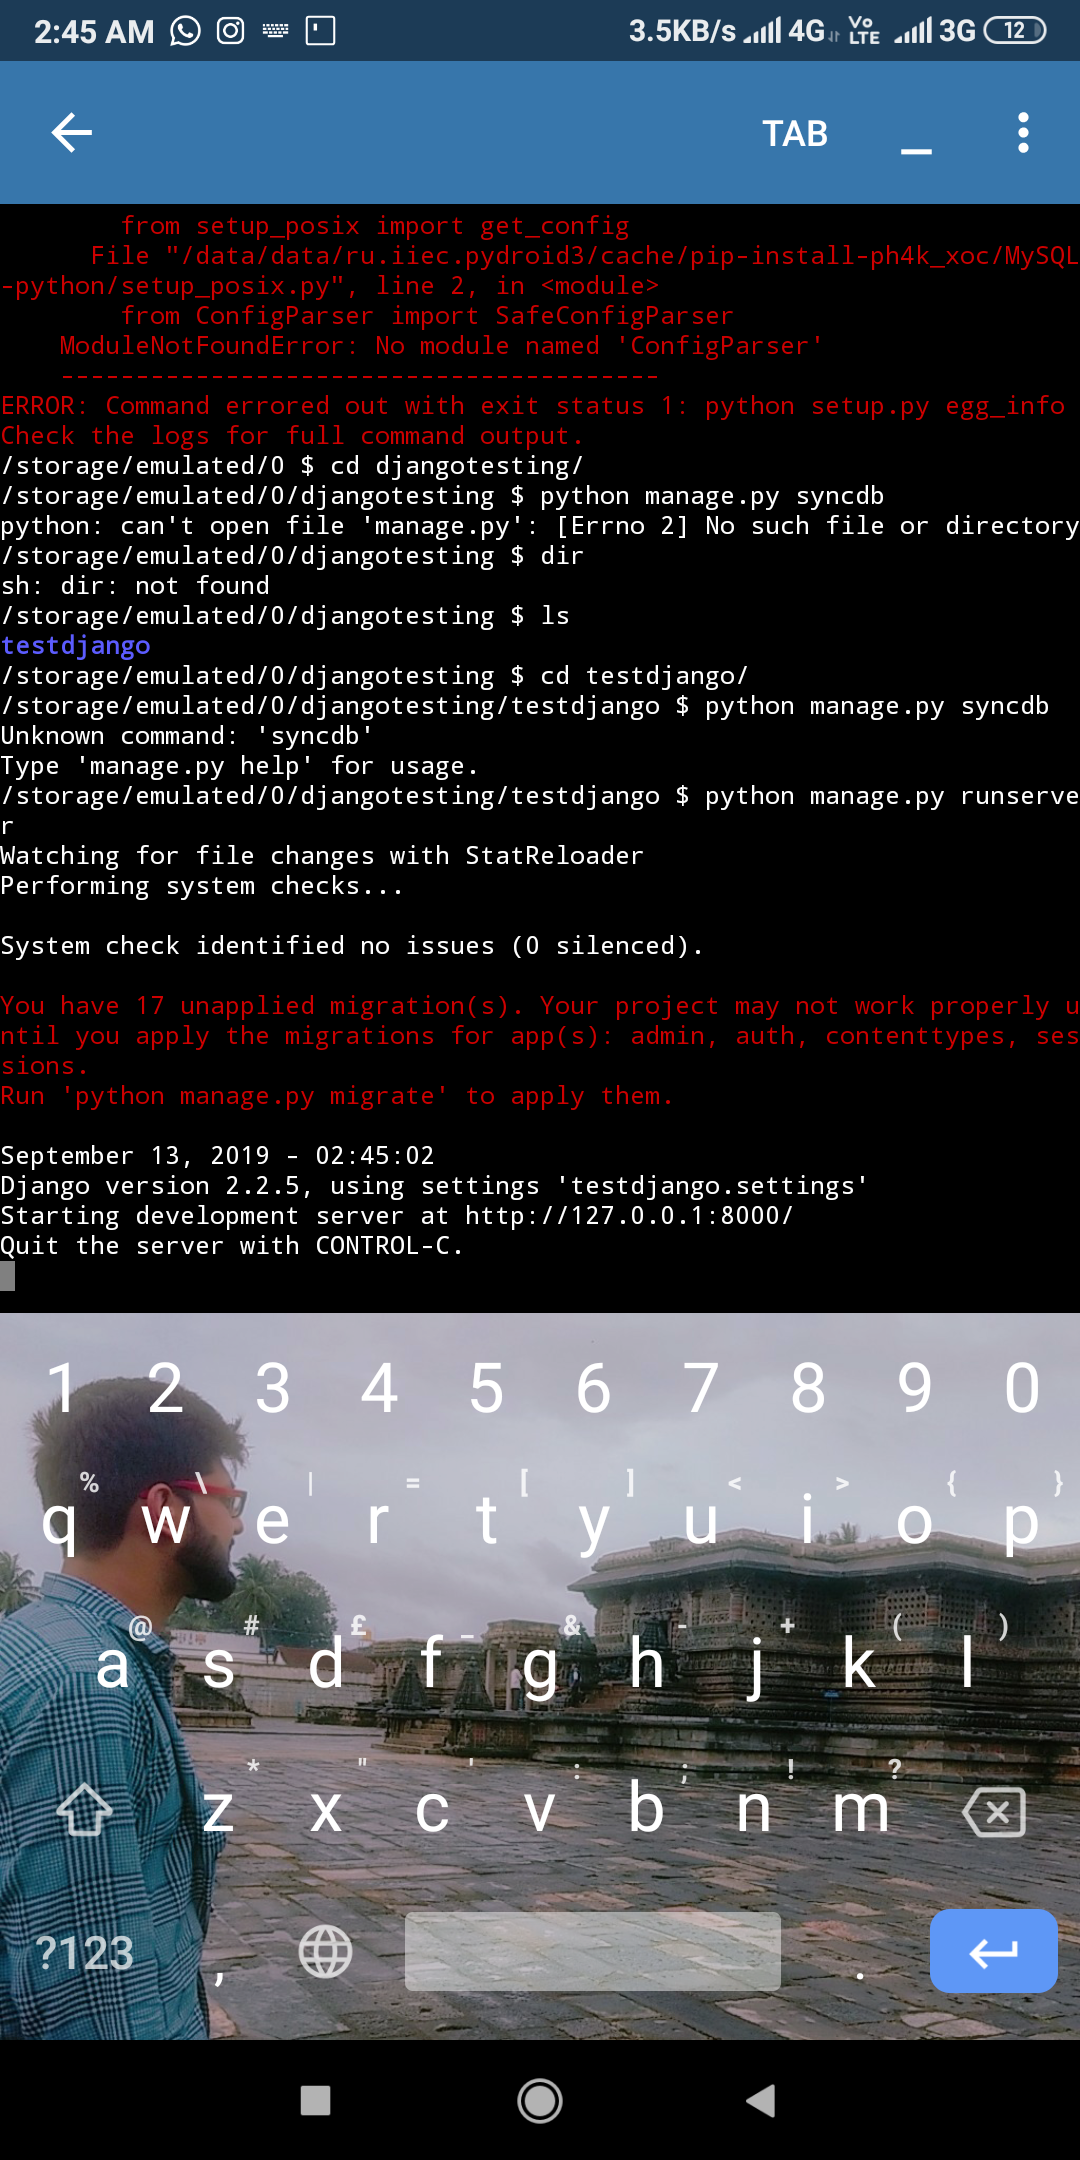 2:45 AM 3.5KB/s 4G Vo LTE 3G 12
TAB _
from setup_posix import get_config
File "/data/data/ru.iiec.pydroid3/cache/pip-install-ph4k_xoc/MySQL
-python/setup_posix.py", line 2, in <module>
from ConfigParser import SafeConfigParser
ModuleNotFoundError: No module named 'ConfigParser'
----------------------------------------
ERROR: Command errored out with exit status 1: python setup.py egg_info
Check the logs for full command output.
/storage/emulated/0 $ cd djangotesting/
/storage/emulated/0/djangotesting $ python manage.py syncdb
python: can't open file 'manage.py': [Errno 2] No such file or directory
/storage/emulated/0/djangotesting $ dir
sh: dir: not found
/storage/emulated/0/djangotesting $ ls
testdjango
/storage/emulated/0/djangotesting $ cd testdjango/
/storage/emulated/0/djangotesting/testdjango $ python manage.py syncdb
Unknown command: 'syncdb'
Type 'manage.py help' for usage.
/storage/emulated/0/djangotesting/testdjango $ python manage.py runserve
r
Watching for file changes with StatReloader
Performing system checks...
System check identified no issues (0 silenced).
You have 17 unapplied migration(s). Your project may not work properly u
ntil you apply the migrations for app(s): admin, auth, contenttypes, ses
sions.
Run 'python manage.py migrate' to apply them.
September 13, 2019 - 02:45:02
Django version 2.2.5, using settings 'testdjango.settings'
Starting development server at http://127.0.0.1:8000/
Quit the server with CONTROL-C.
1 2 3 4 5 6 7 8 9 0
% \ | = [ ] < > { }
q w e r t y u i o p
@ # £ _ & - + ( )
a s d f g h j k l
* " ' : ; ! ?
z x c v b n m
?123 , .